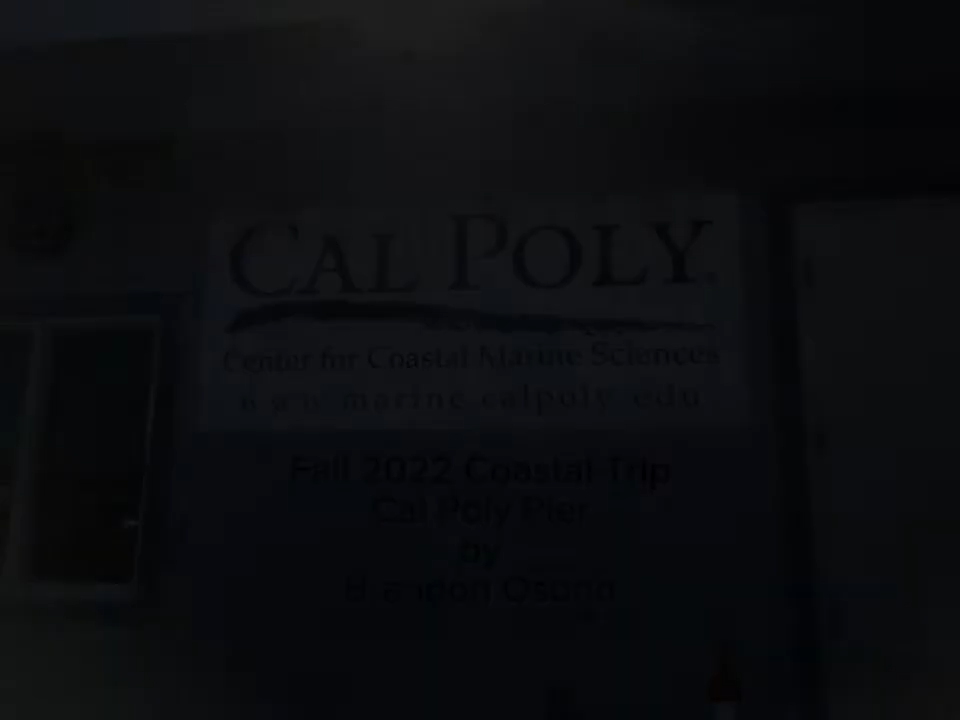 CAL POLY
Center for Coastal Marine Sciences
www.marine.calpoly.edu
Fall 2022 Coastal Trip
Cal Poly Pier
by
Brandon